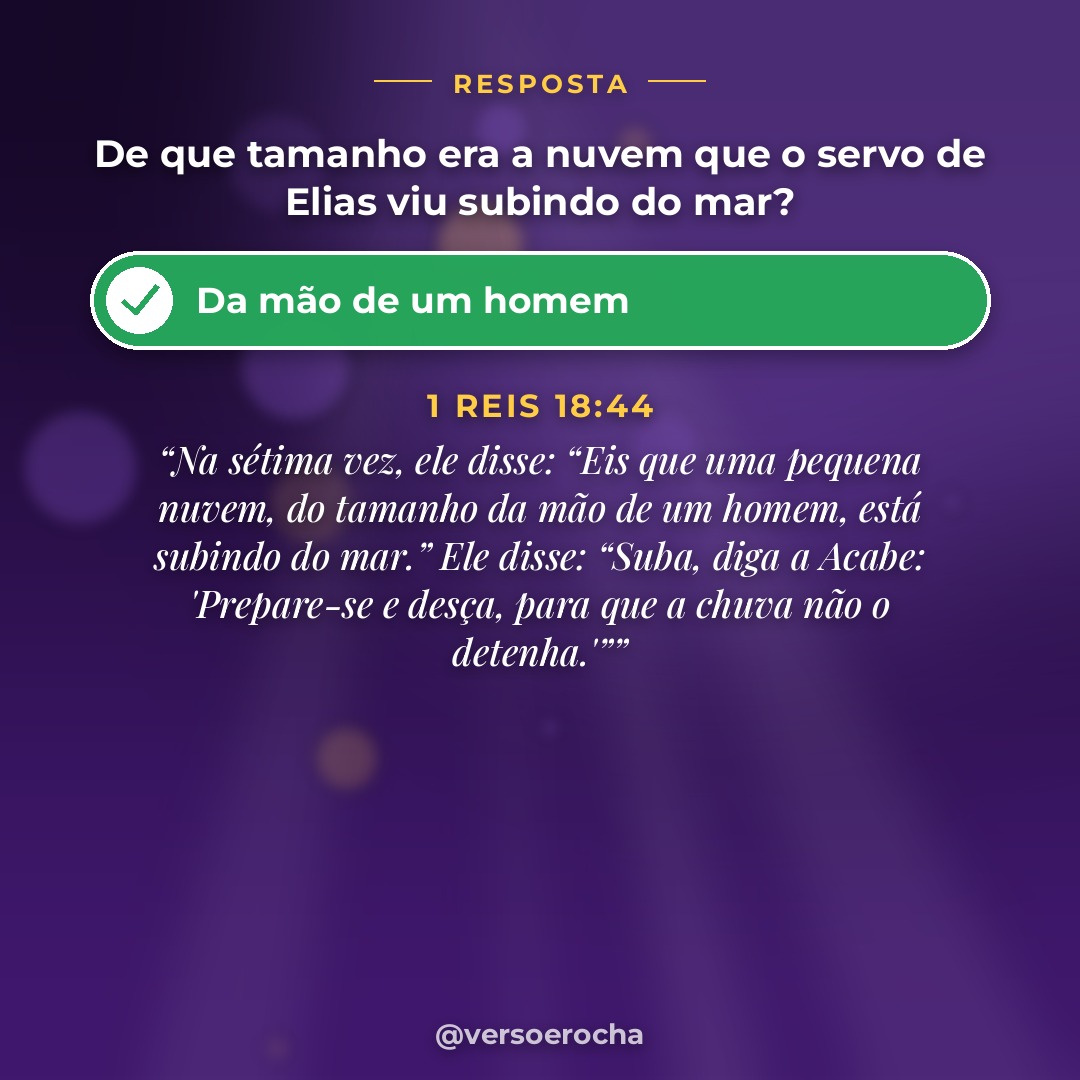 RESPOSTA
De que tamanho era a nuvem que o servo de
Elias viu subindo do mar?
Da mão de um homem
1 REIS 18:44
“Na sétima vez, ele disse: “Eis que uma pequena
nuvem, do tamanho da mão de um homem, está
subindo do mar.” Ele disse: “Suba, diga a Acabe:
'Prepare-se e desça, para que a chuva não o
detenha.'””
@versoerocha